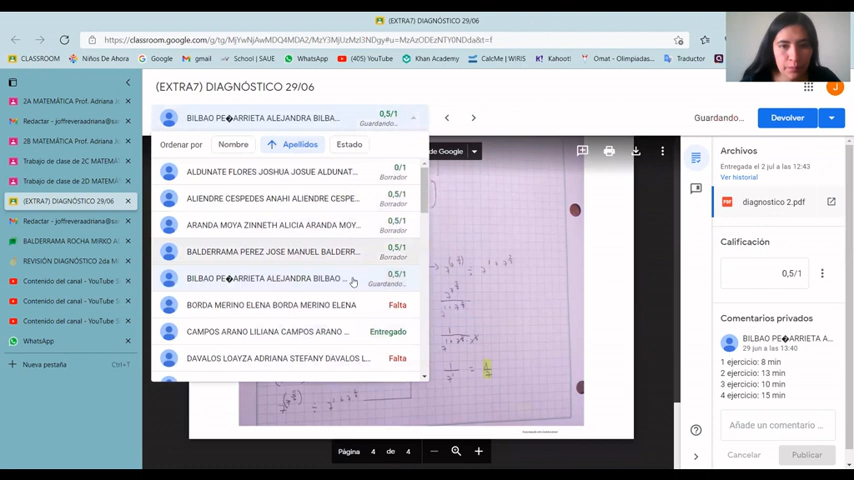 (EXTRA7) DIAGNÓSTICO 29/06
https://classroom.google.com/g/tg/MjYwNjAwMDQ4MDA2/MzY3MjUzMzI3NDgy#u=MzAzODEzNTY0NDda&t=f
CLASSROOM
Niños De Ahora
Google
gmail
School | SAUE
WhatsApp
(405) YouTube
Khan Academy
CalcMe | WIRIS
Kahoot!
Omat - Olimpiadas...
Traductor
2A MATEMÁTICA Prof. Adriana Jo
Redactar - joffreveraadriana@g
2B MATEMÁTICA Prof. Adriana Jo
Trabajo de clase de 2C MATEM
Trabajo de clase de 2D MATEM
(EXTRA7) DIAGNÓSTICO 29/06
Redactar - joffreveraadriana@g
BALDERRAMA ROCHA MIRKO AC
REVISIÓN DIAGNÓSTICO 2da M
Contenido del canal - YouTube S
Contenido del canal - YouTube S
Contenido del canal - YouTube S
WhatsApp
Nueva pestaña
Ctrl+T
(EXTRA7) DIAGNÓSTICO 29/06
J
BILBAO PE�ARRIETA ALEJANDRA BILBA...
0,5/1
Guardando...
Guardando...
Devolver
Ordenar por
Nombre
Apellidos
Estado
ALDUNATE FLORES JOSHUA JOSUE ALDUNAT...
0/1
Borrador
ALIENDRE CESPEDES ANAHI ALIENDRE CESPE...
0,5/1
Borrador
ARANDA MOYA ZINNETH ALICIA ARANDA MOY...
0,5/1
Borrador
BALDERRAMA PEREZ JOSE MANUEL BALDERR...
0,5/1
Borrador
BILBAO PE�ARRIETA ALEJANDRA BILBAO ...
0,5/1
Guardando...
BORDA MERINO ELENA BORDA MERINO ELENA
Falta
CAMPOS ARANO LILIANA CAMPOS ARANO ...
Entregado
DAVALOS LOAYZA ADRIANA STEFANY DAVALOS L...
Falta
de Google
Página 4 de 4
Archivos
Entregada el 2 jul a las 12:43
Ver historial
diagnostico 2.pdf
Calificación
0,5/1
Comentarios privados
BILBAO PE�ARRIETA A...
29 jun a las 13:40
1 ejercicio: 8 min
2 ejercicio: 13 min
3 ejercicio: 10 min
4 ejercicio: 15 min
Añade un comentario ...
Cancelar
Publicar